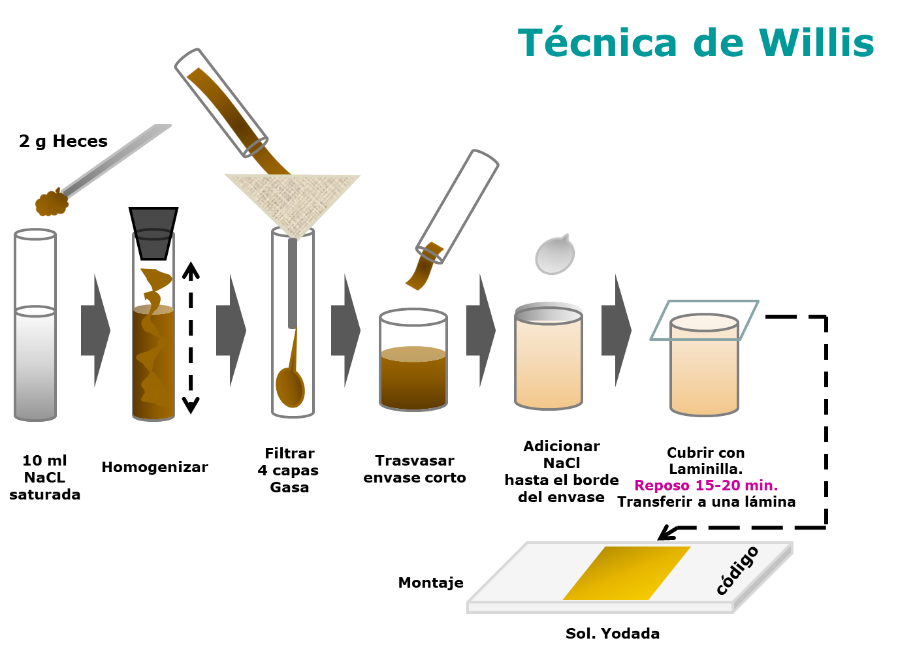 Técnica de Willis
2 g Heces
10 ml
NaCL
saturada
Homogenizar
Filtrar
4 capas
Gasa
Trasvasar
envase corto
Adicionar
NaCl
hasta el borde
del envase
Cubrir con
Laminilla.
Reposo 15-20 min.
Transferir a una lámina
Montaje
código
Sol. Yodada